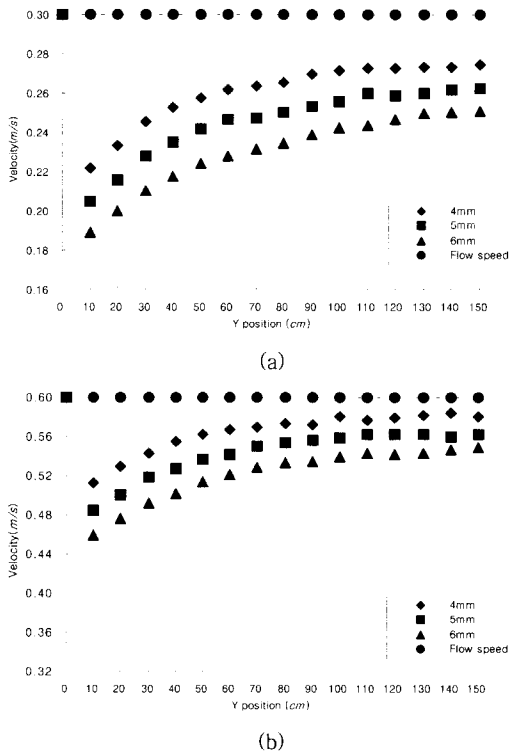 0.30
0.28
0.26
0.24
0.22
0.20
0.18
0.16
Velocity(m/s)
4mm
5mm
6mm
Flow speed
0 10 20 30 40 50 60 70 80 90 100 110 120 130 140 150
Y position (cm)
(a)
0.60
0.56
0.52
0.48
0.44
0.40
0.36
0.32
Velocity(m/s)
4mm
5mm
6mm
Flow speed
0 10 20 30 40 50 60 70 80 90 100 110 120 130 140 150
Y position (cm)
(b)